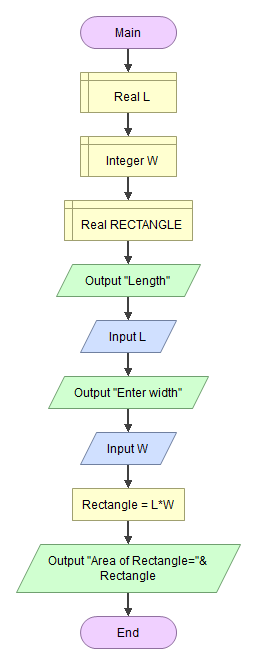 Main
Real L
Integer W
Real RECTANGLE
Output "Length"
Input L
Output "Enter width"
Input W
Rectangle = L*W
Output "Area of Rectangle="&
Rectangle
End